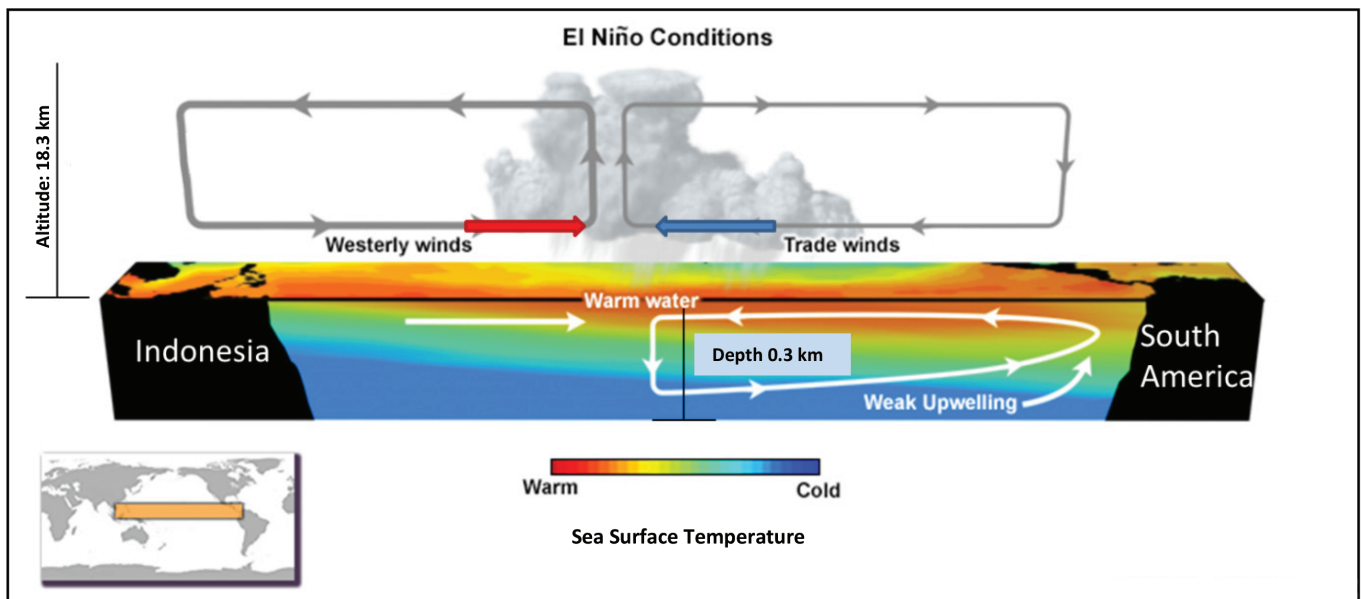 El Niño Conditions
Altitude: 18.3 km
Westerly winds
Trade winds
Warm water
Indonesia
Depth 0.3 km
South
America
Weak Upwelling
Warm
Cold
Sea Surface Temperature